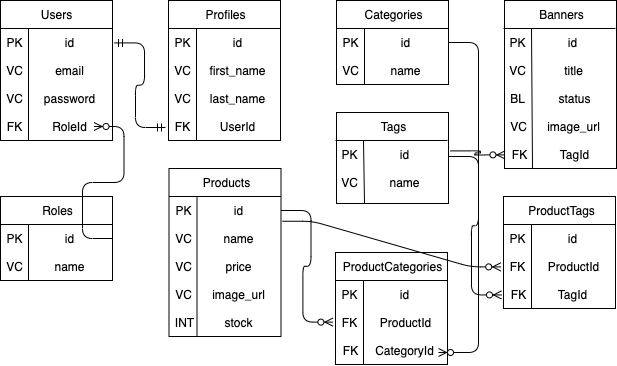 Users
PK id
VC email
VC password
FK RoleId
Profiles
PK id
VC first_name
VC last_name
FK UserId
Categories
PK id
VC name
Banners
PK id
VC title
BL status
VC image_url
FK TagId
Tags
PK id
VC name
Roles
PK id
VC name
Products
PK id
VC name
VC price
VC image_url
INT stock
ProductCategories
PK id
FK ProductId
FK CategoryId
ProductTags
PK id
FK ProductId
FK TagId